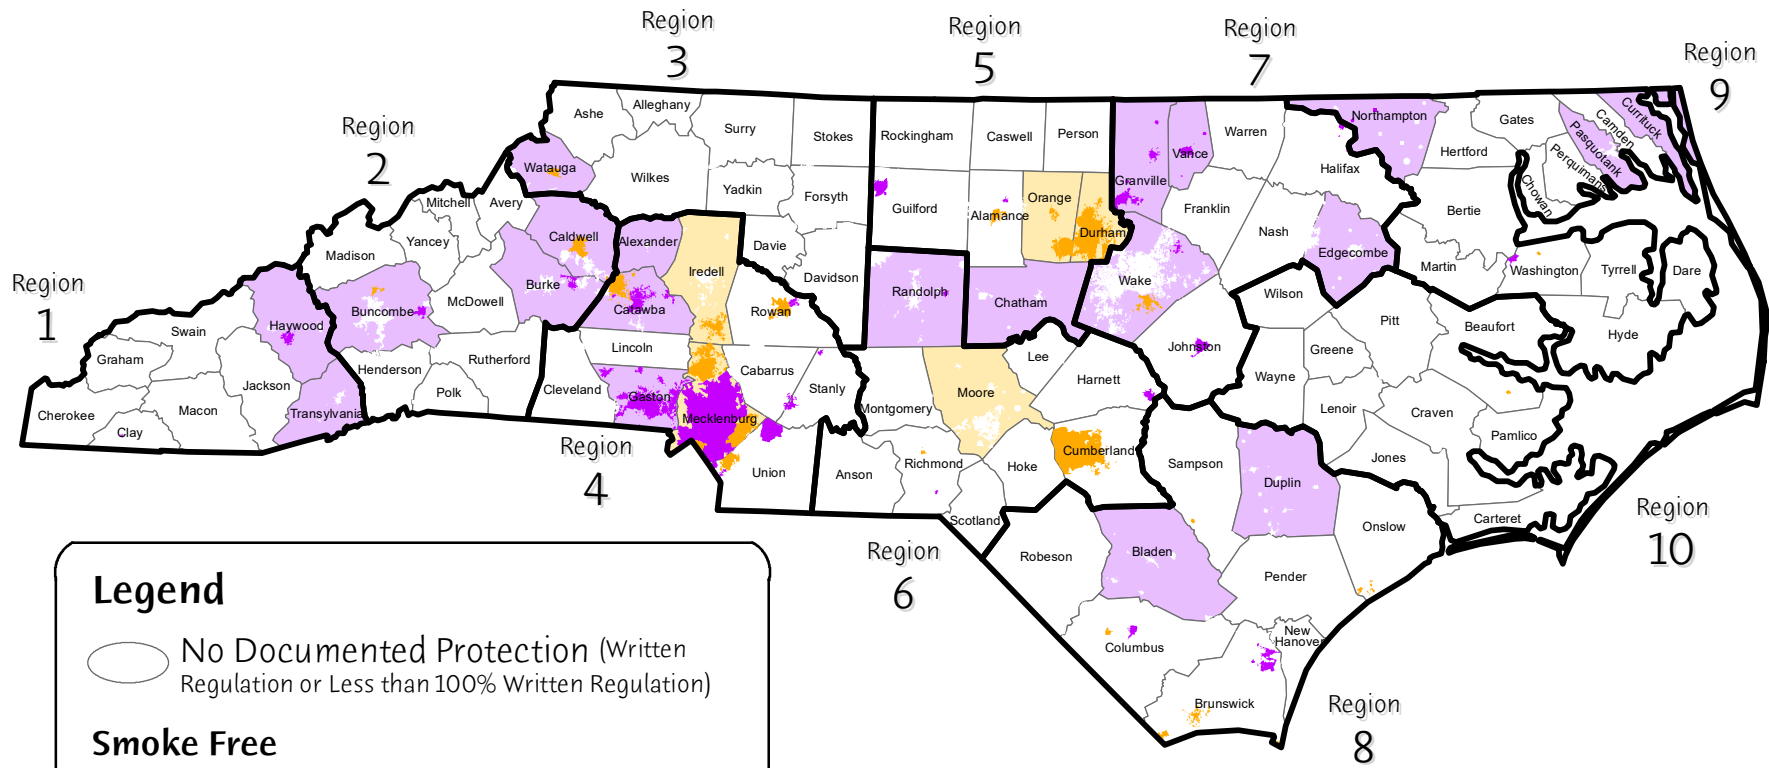 Region
3
Region
5
Region
7
Region
9
Region
2
Region
1
Region
4
Region
6
Region
8
Region
10
Ashe
Alleghany
Surry
Stokes
Rockingham
Caswell
Person
Granville
Vance
Warren
Northampton
Gates
Hertford
Halifax
Currituck
Camden
Pasquotank
Perquimans
Chowan
Bertie
Watauga
Wilkes
Yadkin
Forsyth
Guilford
Alamance
Orange
Durham
Franklin
Nash
Edgecombe
Martin
Washington
Tyrrell
Dare
Mitchell
Avery
Yancey
Madison
Caldwell
Alexander
Iredell
Davie
Davidson
Randolph
Chatham
Wake
Wilson
Pitt
Beaufort
Hyde
Buncombe
McDowell
Burke
Catawba
Rowan
Haywood
Swain
Graham
Cherokee
Clay
Macon
Jackson
Transylvania
Henderson
Polk
Rutherford
Cleveland
Lincoln
Gaston
Mecklenburg
Cabarrus
Stanly
Union
Montgomery
Moore
Lee
Harnett
Johnston
Wayne
Greene
Lenoir
Craven
Pamlico
Jones
Carteret
Onslow
Anson
Richmond
Scotland
Hoke
Cumberland
Sampson
Duplin
Robeson
Bladen
Pender
Columbus
Brunswick
New
Hanover
Legend
No Documented Protection (Written
Regulation or Less than 100% Written Regulation)
Smoke Free